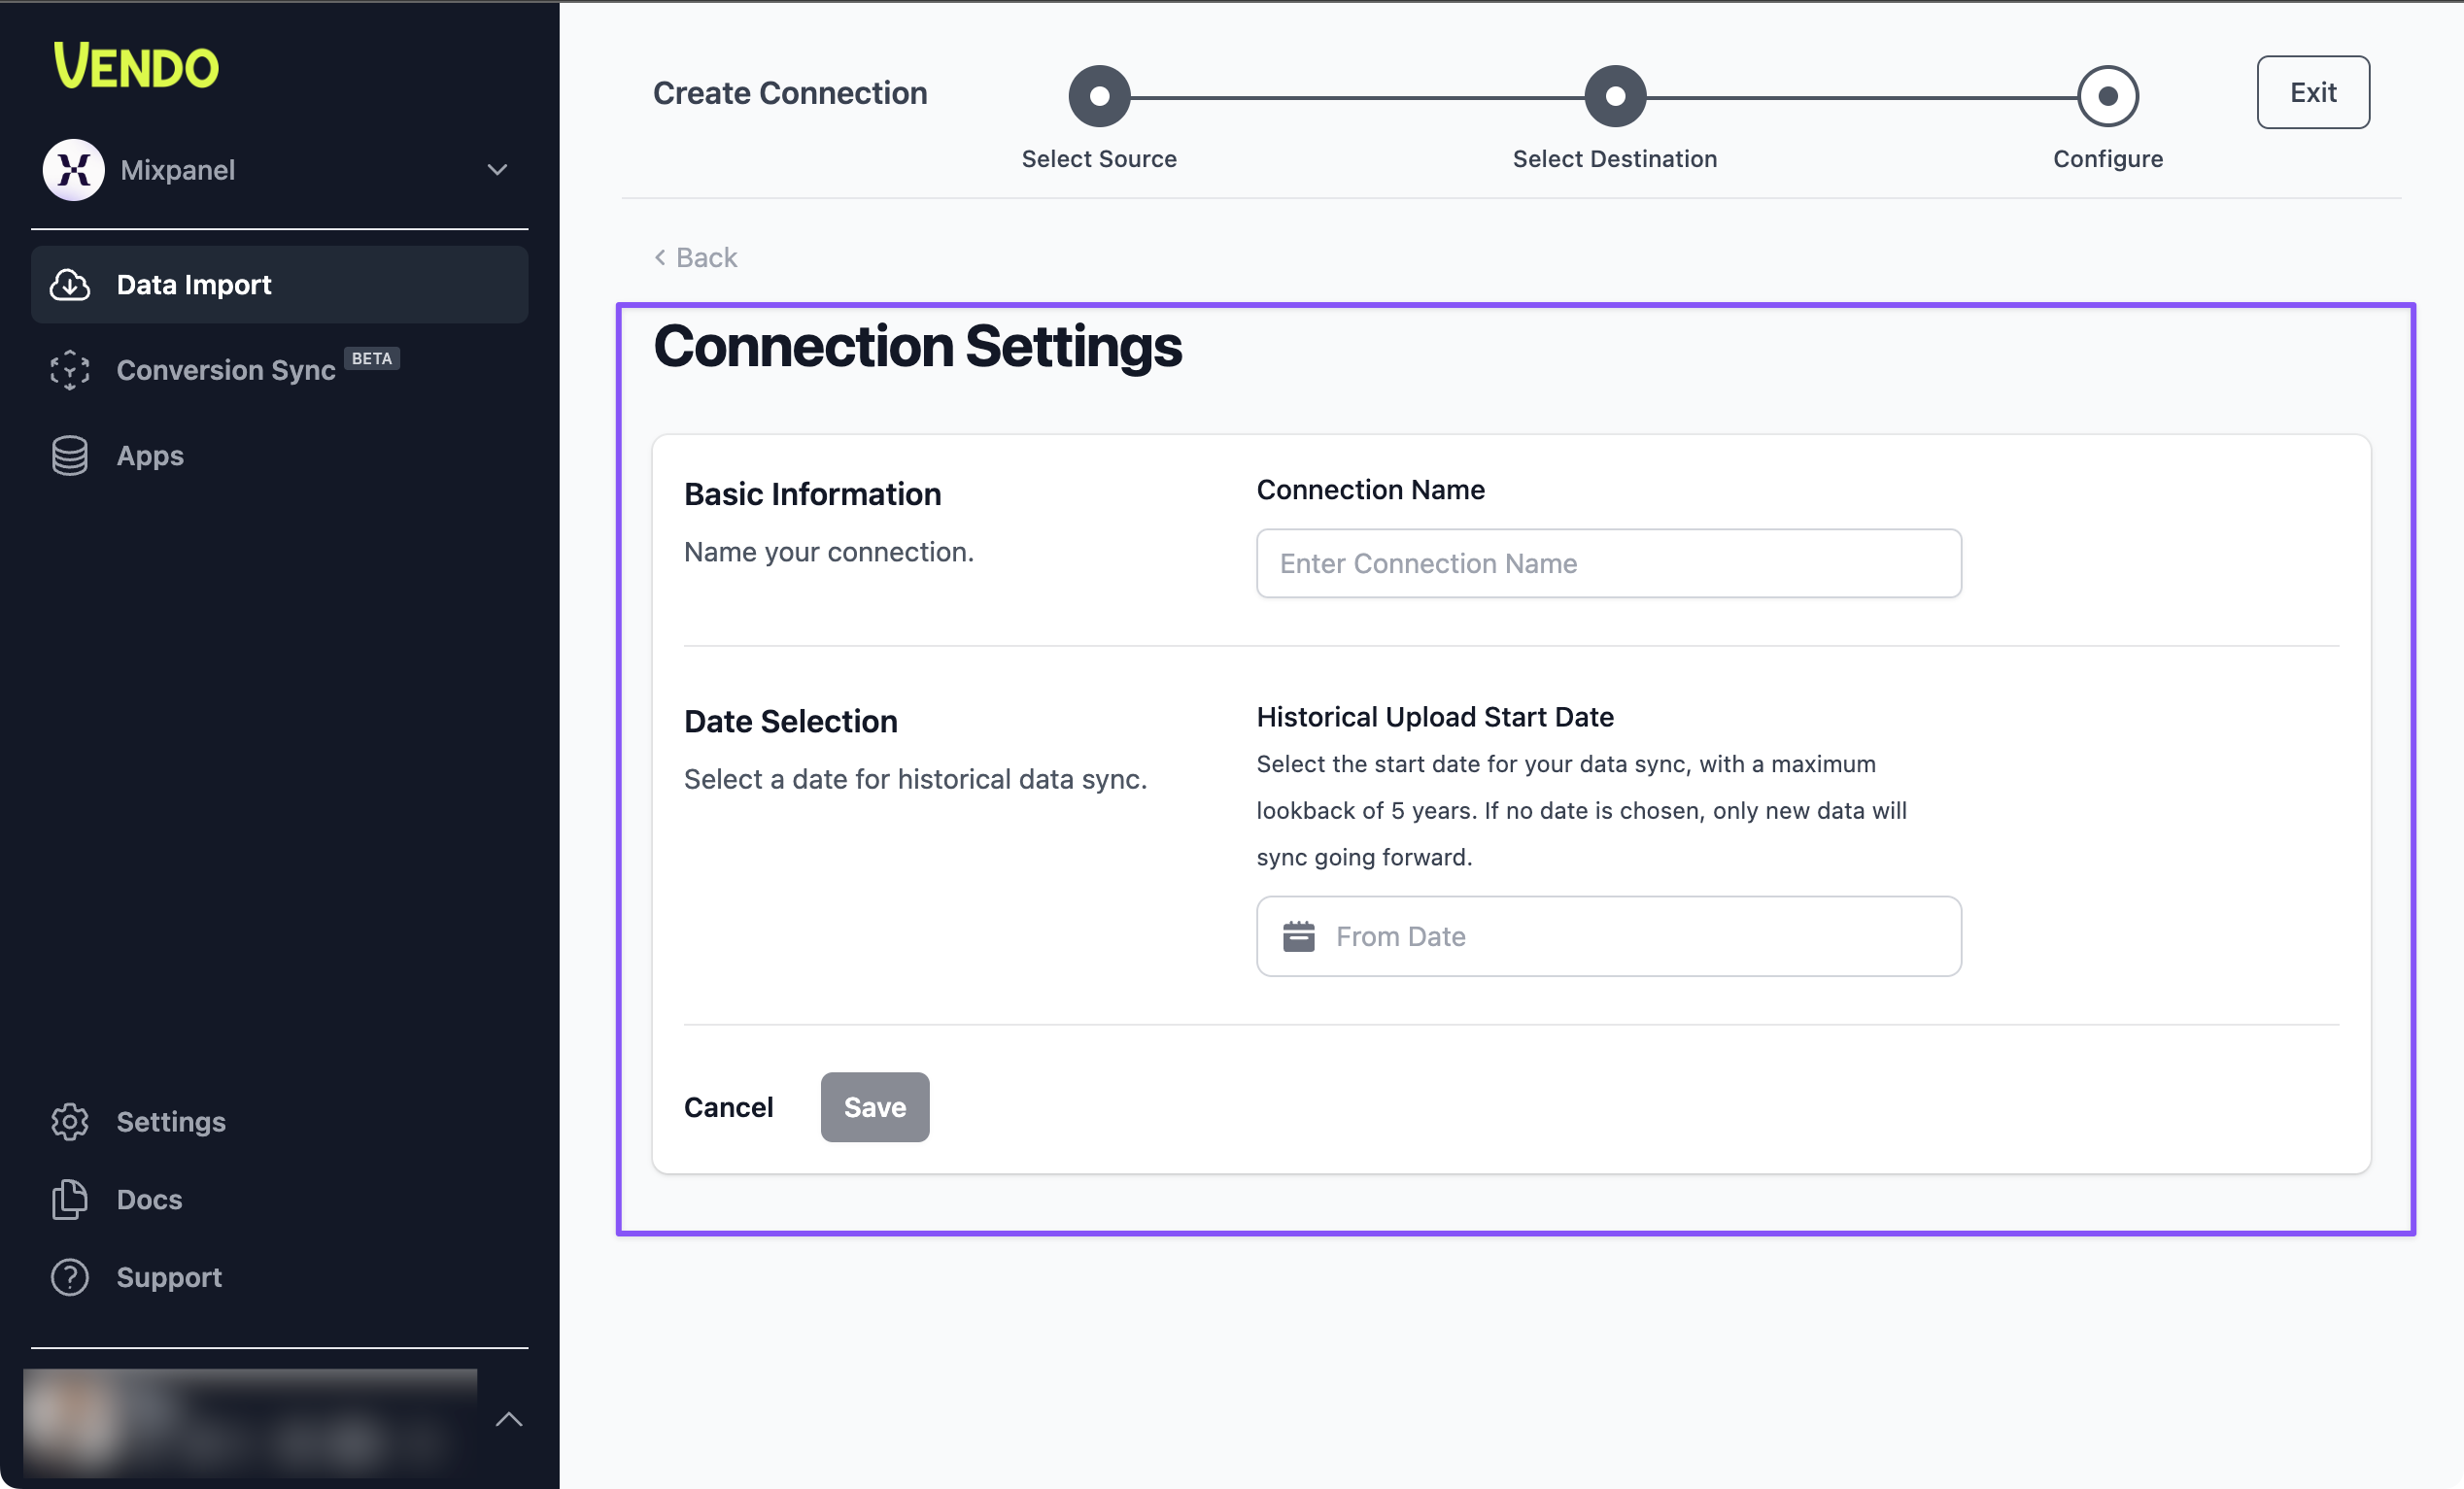 VENDO
Mixpanel
Data Import
Conversion Sync BETA
Apps
Settings
Docs
Support
Create Connection
Select Source
Select Destination
Configure
Exit
Back
Connection Settings
Basic Information
Name your connection.
Connection Name
Enter Connection Name
Date Selection
Select a date for historical data sync.
Historical Upload Start Date
Select the start date for your data sync, with a maximum
lookback of 5 years. If no date is chosen, only new data will
sync going forward.
From Date
Cancel
Save